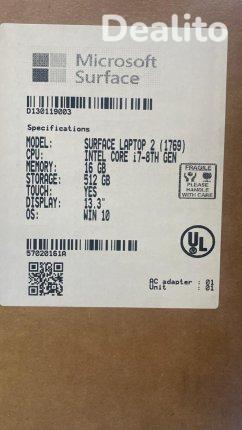 Dealito
Microsoft
Surface
D130119003
Specifications
MODEL: SURFACE LAPTOP 2 (1769)
CPU: INTEL CORE i7-8TH GEN
MEMORY: 16 GB
STORAGE: 512 GB
TOUCH: YES
DISPLAY: 13.3"
OS: WIN 10
FRAGILE
PLEASE
HANDLE
WITH CARE
UL
57020161A
AC adapter : 01
Unit : 01